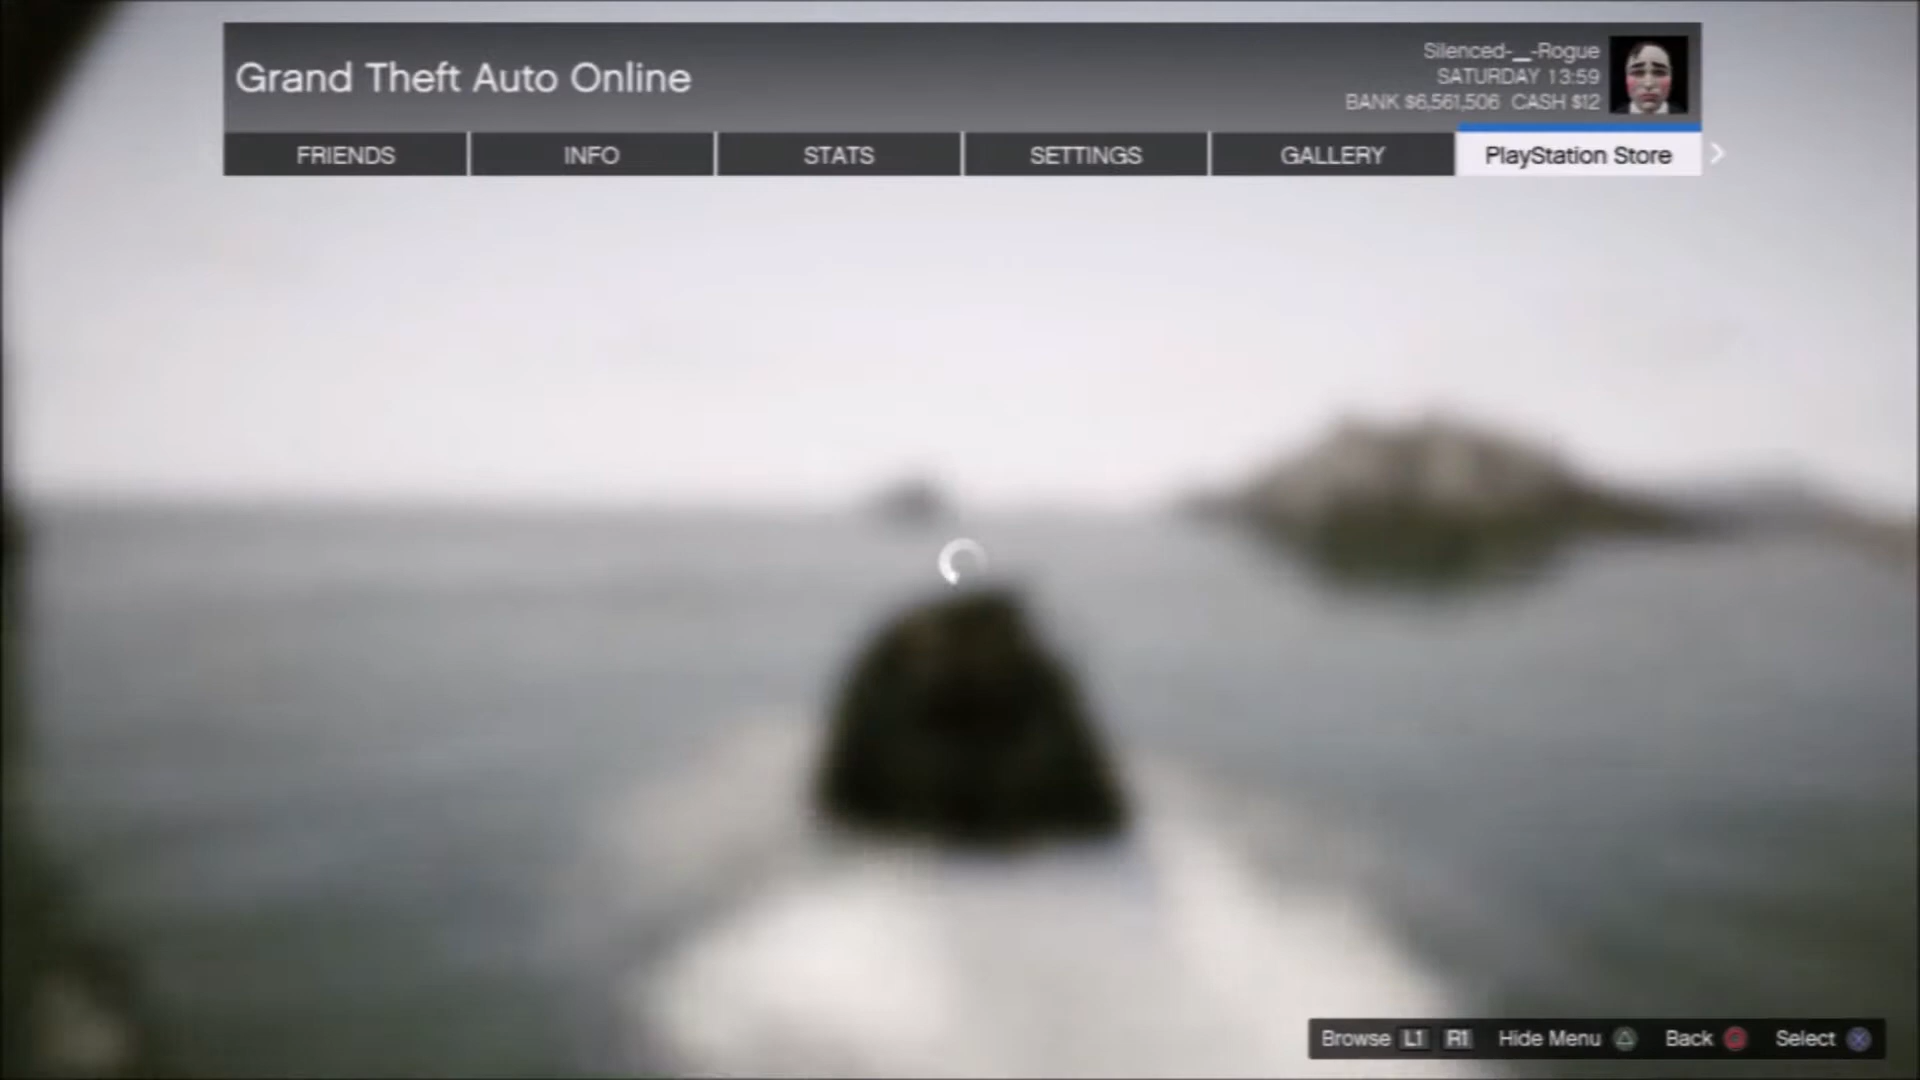 Grand Theft Auto Online
Silenced-__-Rogue
SATURDAY 13:59
BANK $6,561,506 CASH $12
FRIENDS INFO STATS SETTINGS GALLERY PlayStation Store
Browse L1 R1 Hide Menu Back Select